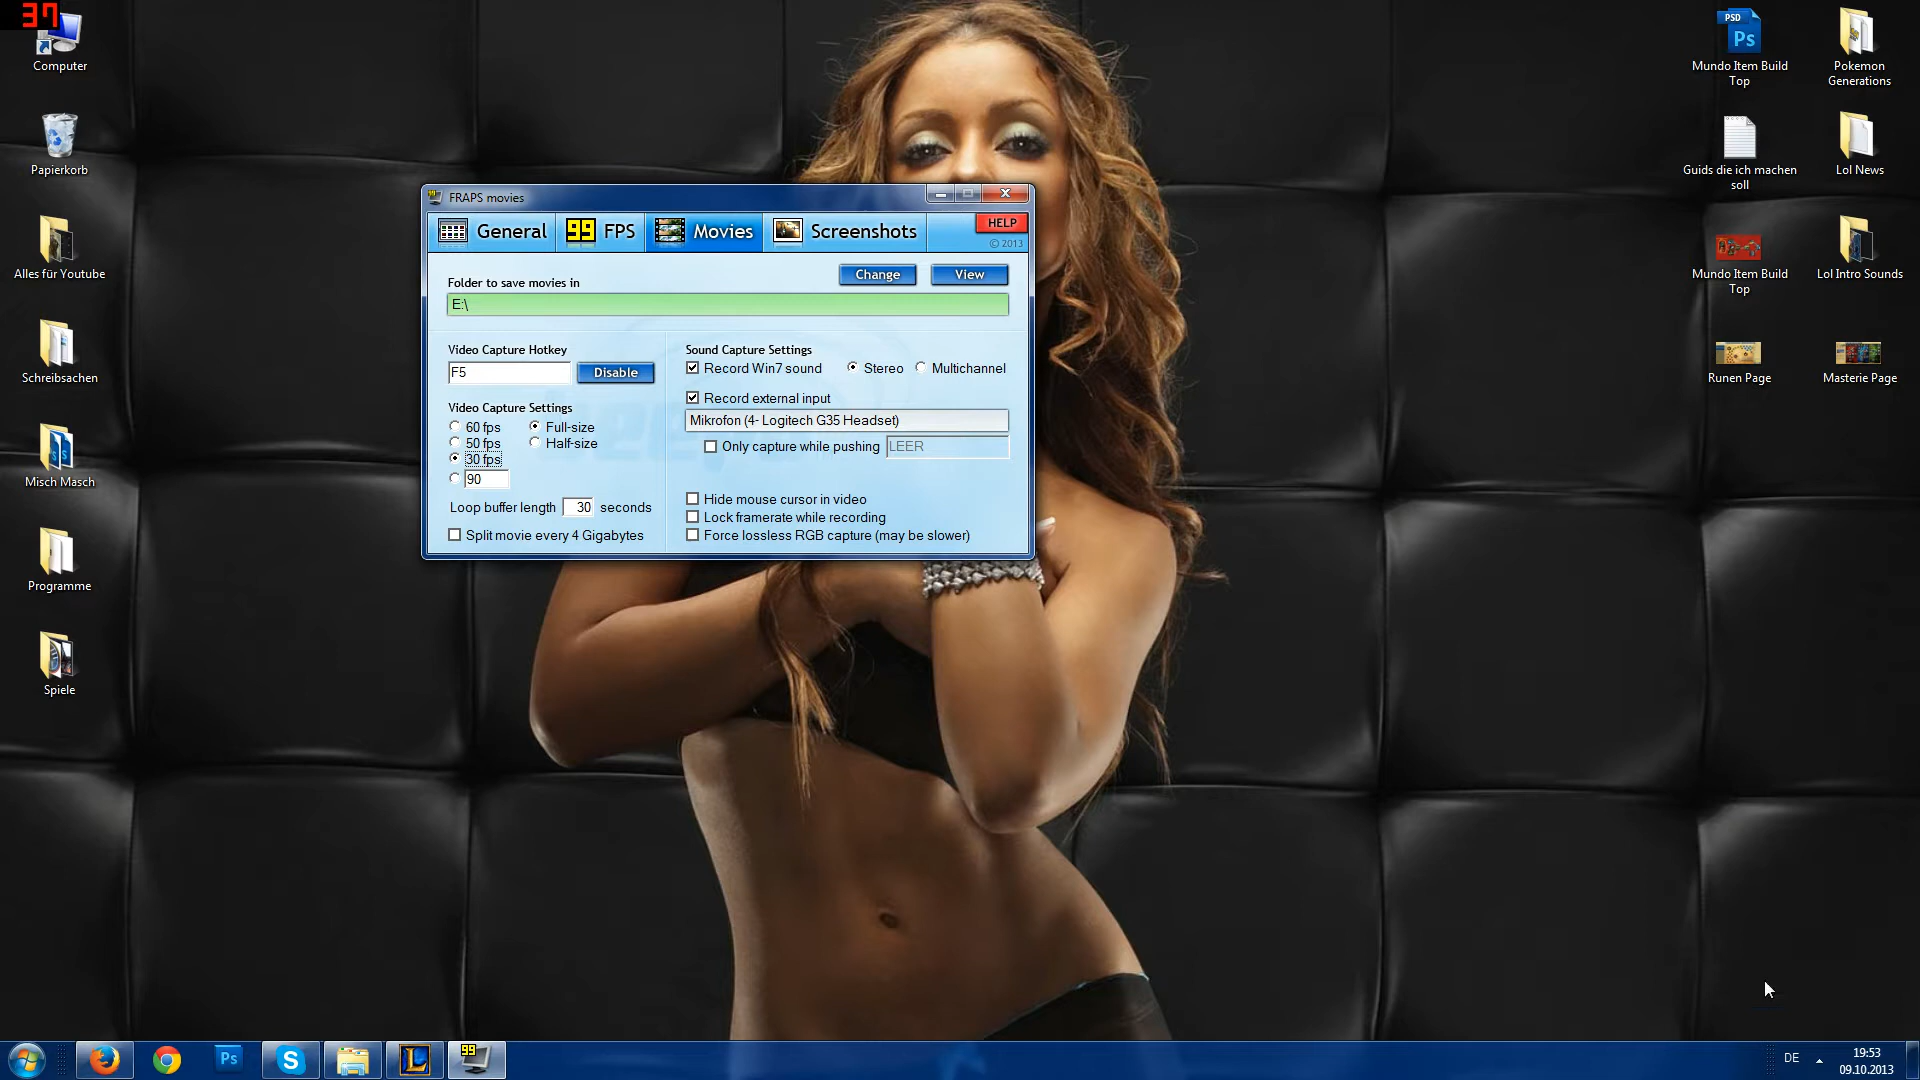 37
Computer
Papierkorb
Alles für Youtube
Schreibsachen
Misch Masch
Programme
Spiele
FRAPS movies
General
99
FPS
Movies
Screenshots
HELP
© 2013
Folder to save movies in
Change
View
E:\
Video Capture Hotkey
F5
Disable
Video Capture Settings
60 fps
Full-size
50 fps
Half-size
30 fps
90
Loop buffer length 30 seconds
Split movie every 4 Gigabytes
Sound Capture Settings
Record Win7 sound
Stereo
Multichannel
Record external input
Mikrofon (4- Logitech G35 Headset)
Only capture while pushing
LEER
Hide mouse cursor in video
Lock framerate while recording
Force lossless RGB capture (may be slower)
PSD
Ps
Mundo Item Build
Top
Pokemon
Generations
Guids die ich machen
soll
Lol News
Mundo Item Build
Top
Lol Intro Sounds
Runen Page
Masterie Page
Ps
S
L
99
DE
19:53
09.10.2013